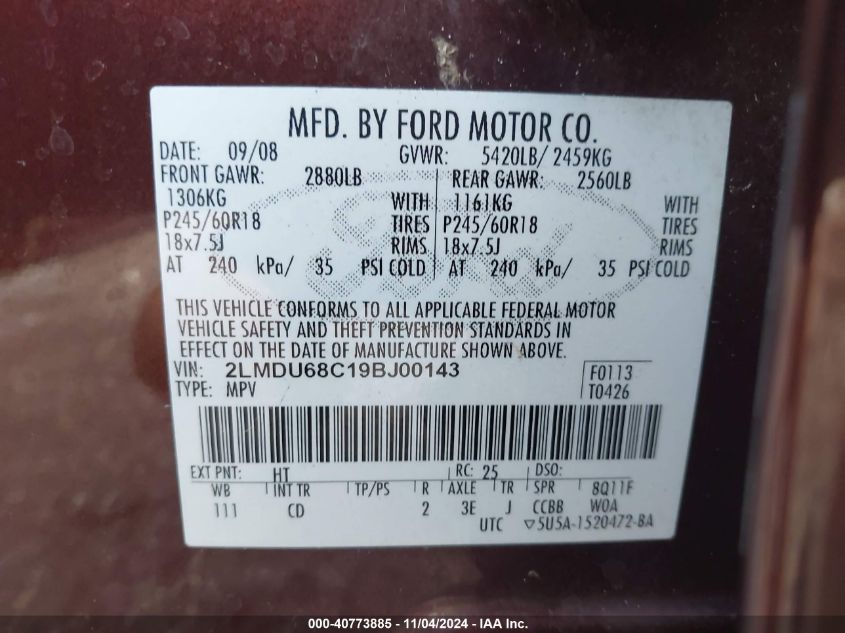 MFD. BY FORD MOTOR CO.
DATE: 09/08 GVWR: 5420LB/ 2459KG
FRONT GAWR: 2880LB REAR GAWR: 2560LB
1306KG WITH 1161KG WITH
P245/60R18 TIRES P245/60R18 TIRES
18x7.5J RIMS 18x7.5J RIMS
AT 240 kPa/ 35 PSI COLD AT 240 kPa/ 35 PSI COLD
Ford
THIS VEHICLE CONFORMS TO ALL APPLICABLE FEDERAL MOTOR
VEHICLE SAFETY AND THEFT PREVENTION STANDARDS IN
EFFECT ON THE DATE OF MANUFACTURE SHOWN ABOVE.
VIN: 2LMDU68C19BJ00143 F0113
TYPE: MPV T0426
EXT PNT: HT RC: 25 DSO:
WB INT TR TP/PS R AXLE TR SPR 8Q11F
111 CD 2 3E J CCBB WOA
UTC ▽5U5A-1520472-BA
000-40773885 - 11/04/2024 - IAA Inc.